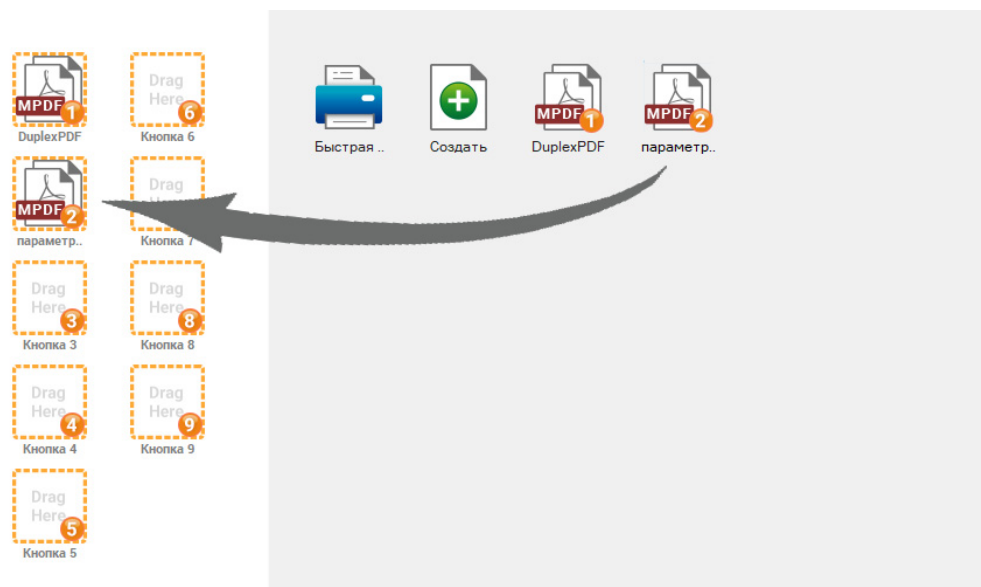 MPDF
1
DuplexPDF
Drag
Here
6
Кнопка 6
MPDF
2
параметр..
Drag
Кнопка 7
Drag
Here
3
Кнопка 3
Drag
Here
8
Кнопка 8
Drag
Here
4
Кнопка 4
Drag
Here
9
Кнопка 9
Drag
Here
5
Кнопка 5
Быстрая ..
Создать
MPDF
1
DuplexPDF
MPDF
2
параметр..